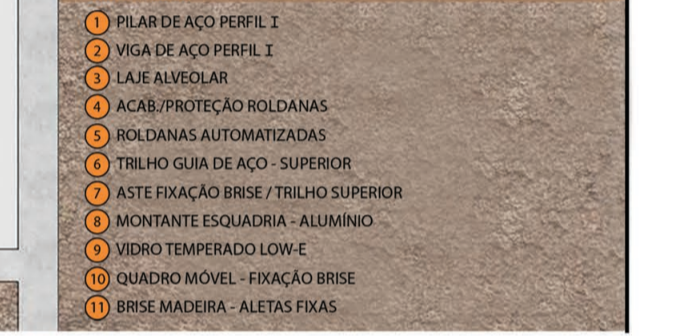 1 PILAR DE AÇO PERFIL I
2 VIGA DE AÇO PERFIL I
3 LAJE ALVEOLAR
4 ACAB./PROTEÇÃO ROLDANAS
5 ROLDANAS AUTOMATIZADAS
6 TRILHO GUIA DE AÇO - SUPERIOR
7 ASTE FIXAÇÃO BRISE / TRILHO SUPERIOR
8 MONTANTE ESQUADRIA - ALUMÍNIO
9 VIDRO TEMPERADO LOW-E
10 QUADRO MÓVEL - FIXAÇÃO BRISE
11 BRISE MADEIRA - ALETAS FIXAS